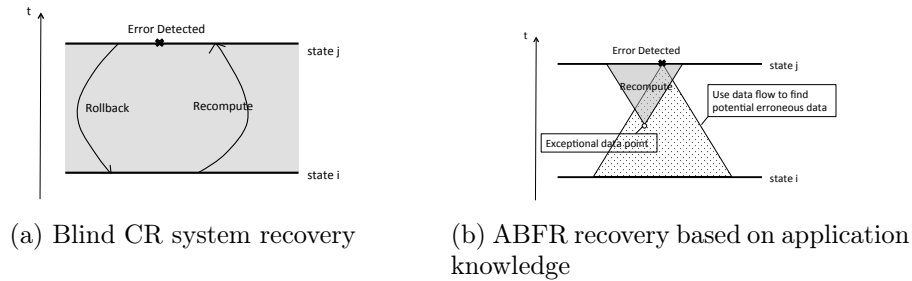 t
Error Detected
state j
Rollback
Recompute
state i
(a) Blind CR system recovery
t
Error Detected
state j
Recompute
Use data flow to find
potential erroneous data
Exceptional data point
state i
(b) ABFR recovery based on application
knowledge